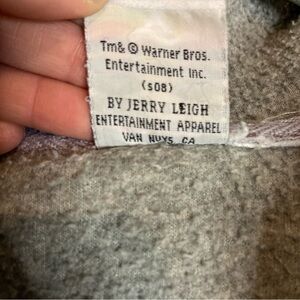 Tm& © Warner Bros.
Entertainment Inc.
(s08)
BY JERRY LEIGH
ENTERTAINMENT APPAREL
VAN NUYS, CA